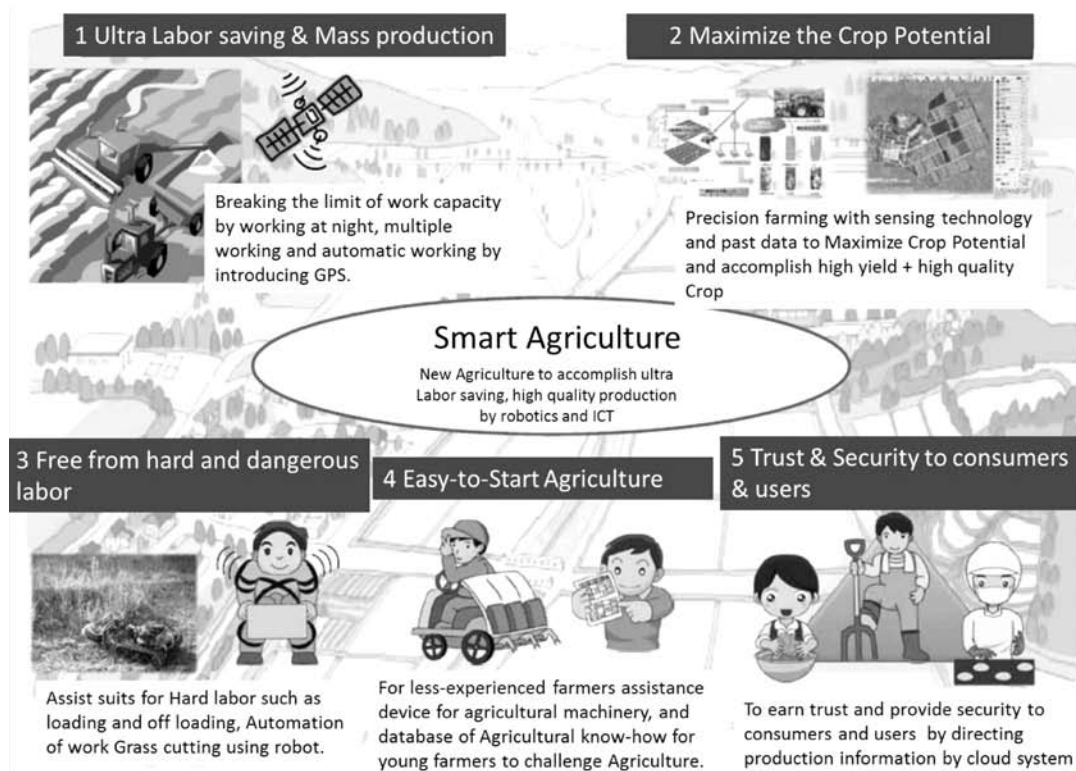 1 Ultra Labor saving & Mass production
2 Maximize the Crop Potential
Breaking the limit of work capacity
by working at night, multiple
working and automatic working by
introducing GPS.
Precision farming with sensing technology
and past data to Maximize Crop Potential
and accomplish high yield + high quality
Crop
Smart Agriculture
New Agriculture to accomplish ultra
Labor saving, high quality production
by robotics and ICT
3 Free from hard and dangerous
labor
4 Easy-to-Start Agriculture
5 Trust & Security to consumers
& users
Assist suits for Hard labor such as
loading and off loading, Automation
of work Grass cutting using robot.
For less-experienced farmers assistance
device for agricultural machinery, and
database of Agricultural know-how for
young farmers to challenge Agriculture.
To earn trust and provide security to
consumers and users by directing
production information by cloud system